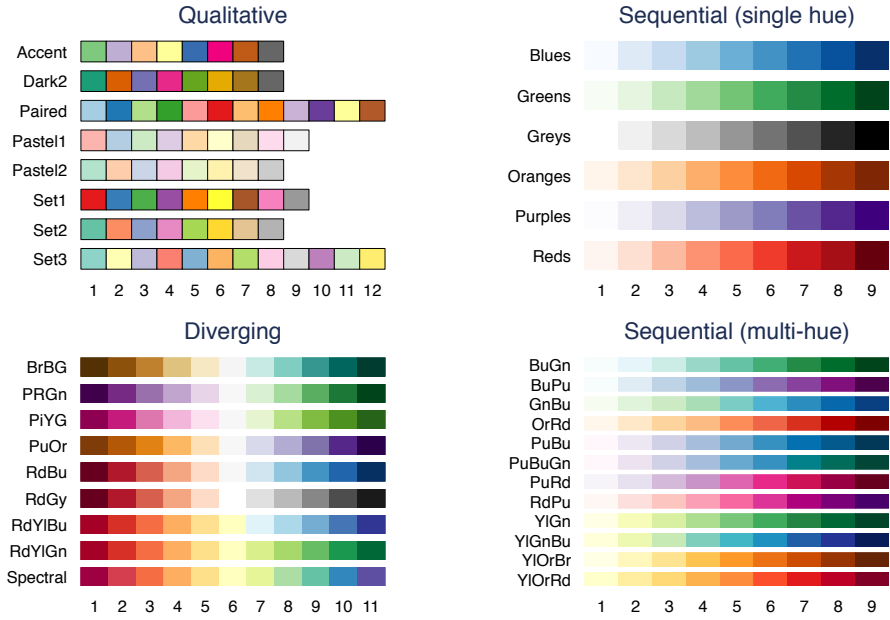 Qualitative
Accent
Dark2
Paired
Pastel1
Pastel2
Set1
Set2
Set3
1 2 3 4 5 6 7 8 9 10 11 12
Sequential (single hue)
Blues
Greens
Greys
Oranges
Purples
Reds
1 2 3 4 5 6 7 8 9
Diverging
BrBG
PRGn
PiYG
PuOr
RdBu
RdGy
RdYlBu
RdYlGn
Spectral
1 2 3 4 5 6 7 8 9 10 11
Sequential (multi-hue)
BuGn
BuPu
GnBu
OrRd
PuBu
PuBuGn
PuRd
RdPu
YlGn
YlGnBu
YlOrBr
YlOrRd
1 2 3 4 5 6 7 8 9